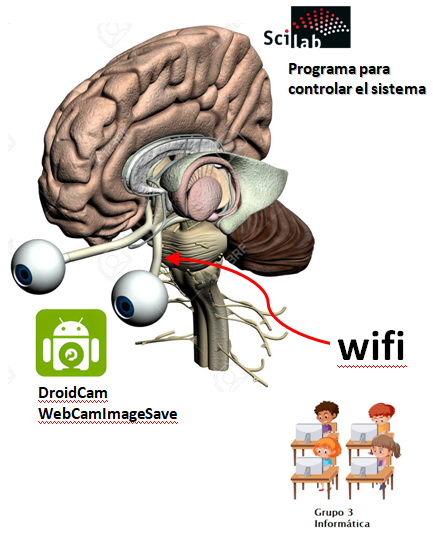 Scilab
Programa para
controlar el sistema
wifi
DroidCam
WebCamImageSave
Grupo 3
Informática